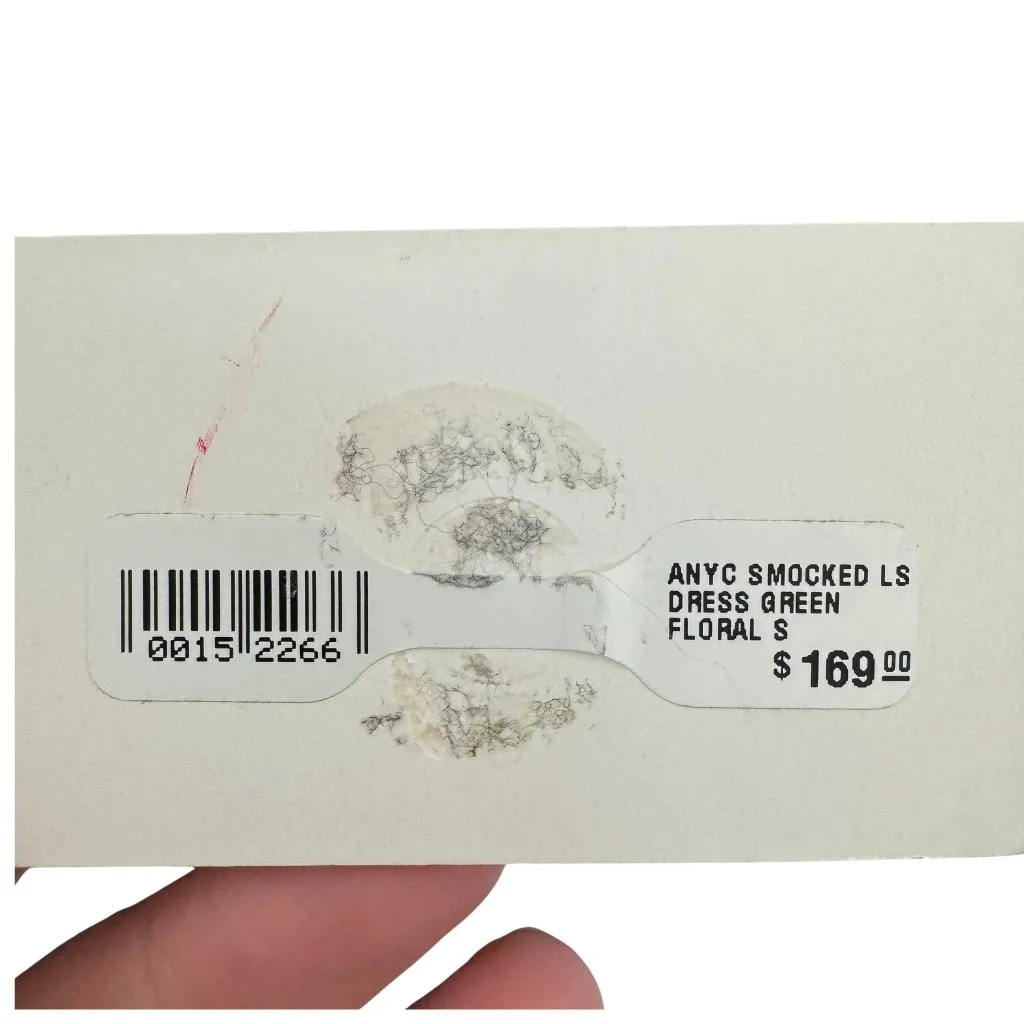 0015 2266
ANYC SMOCKED LS
DRESS GREEN
FLORAL S
$ 169 00